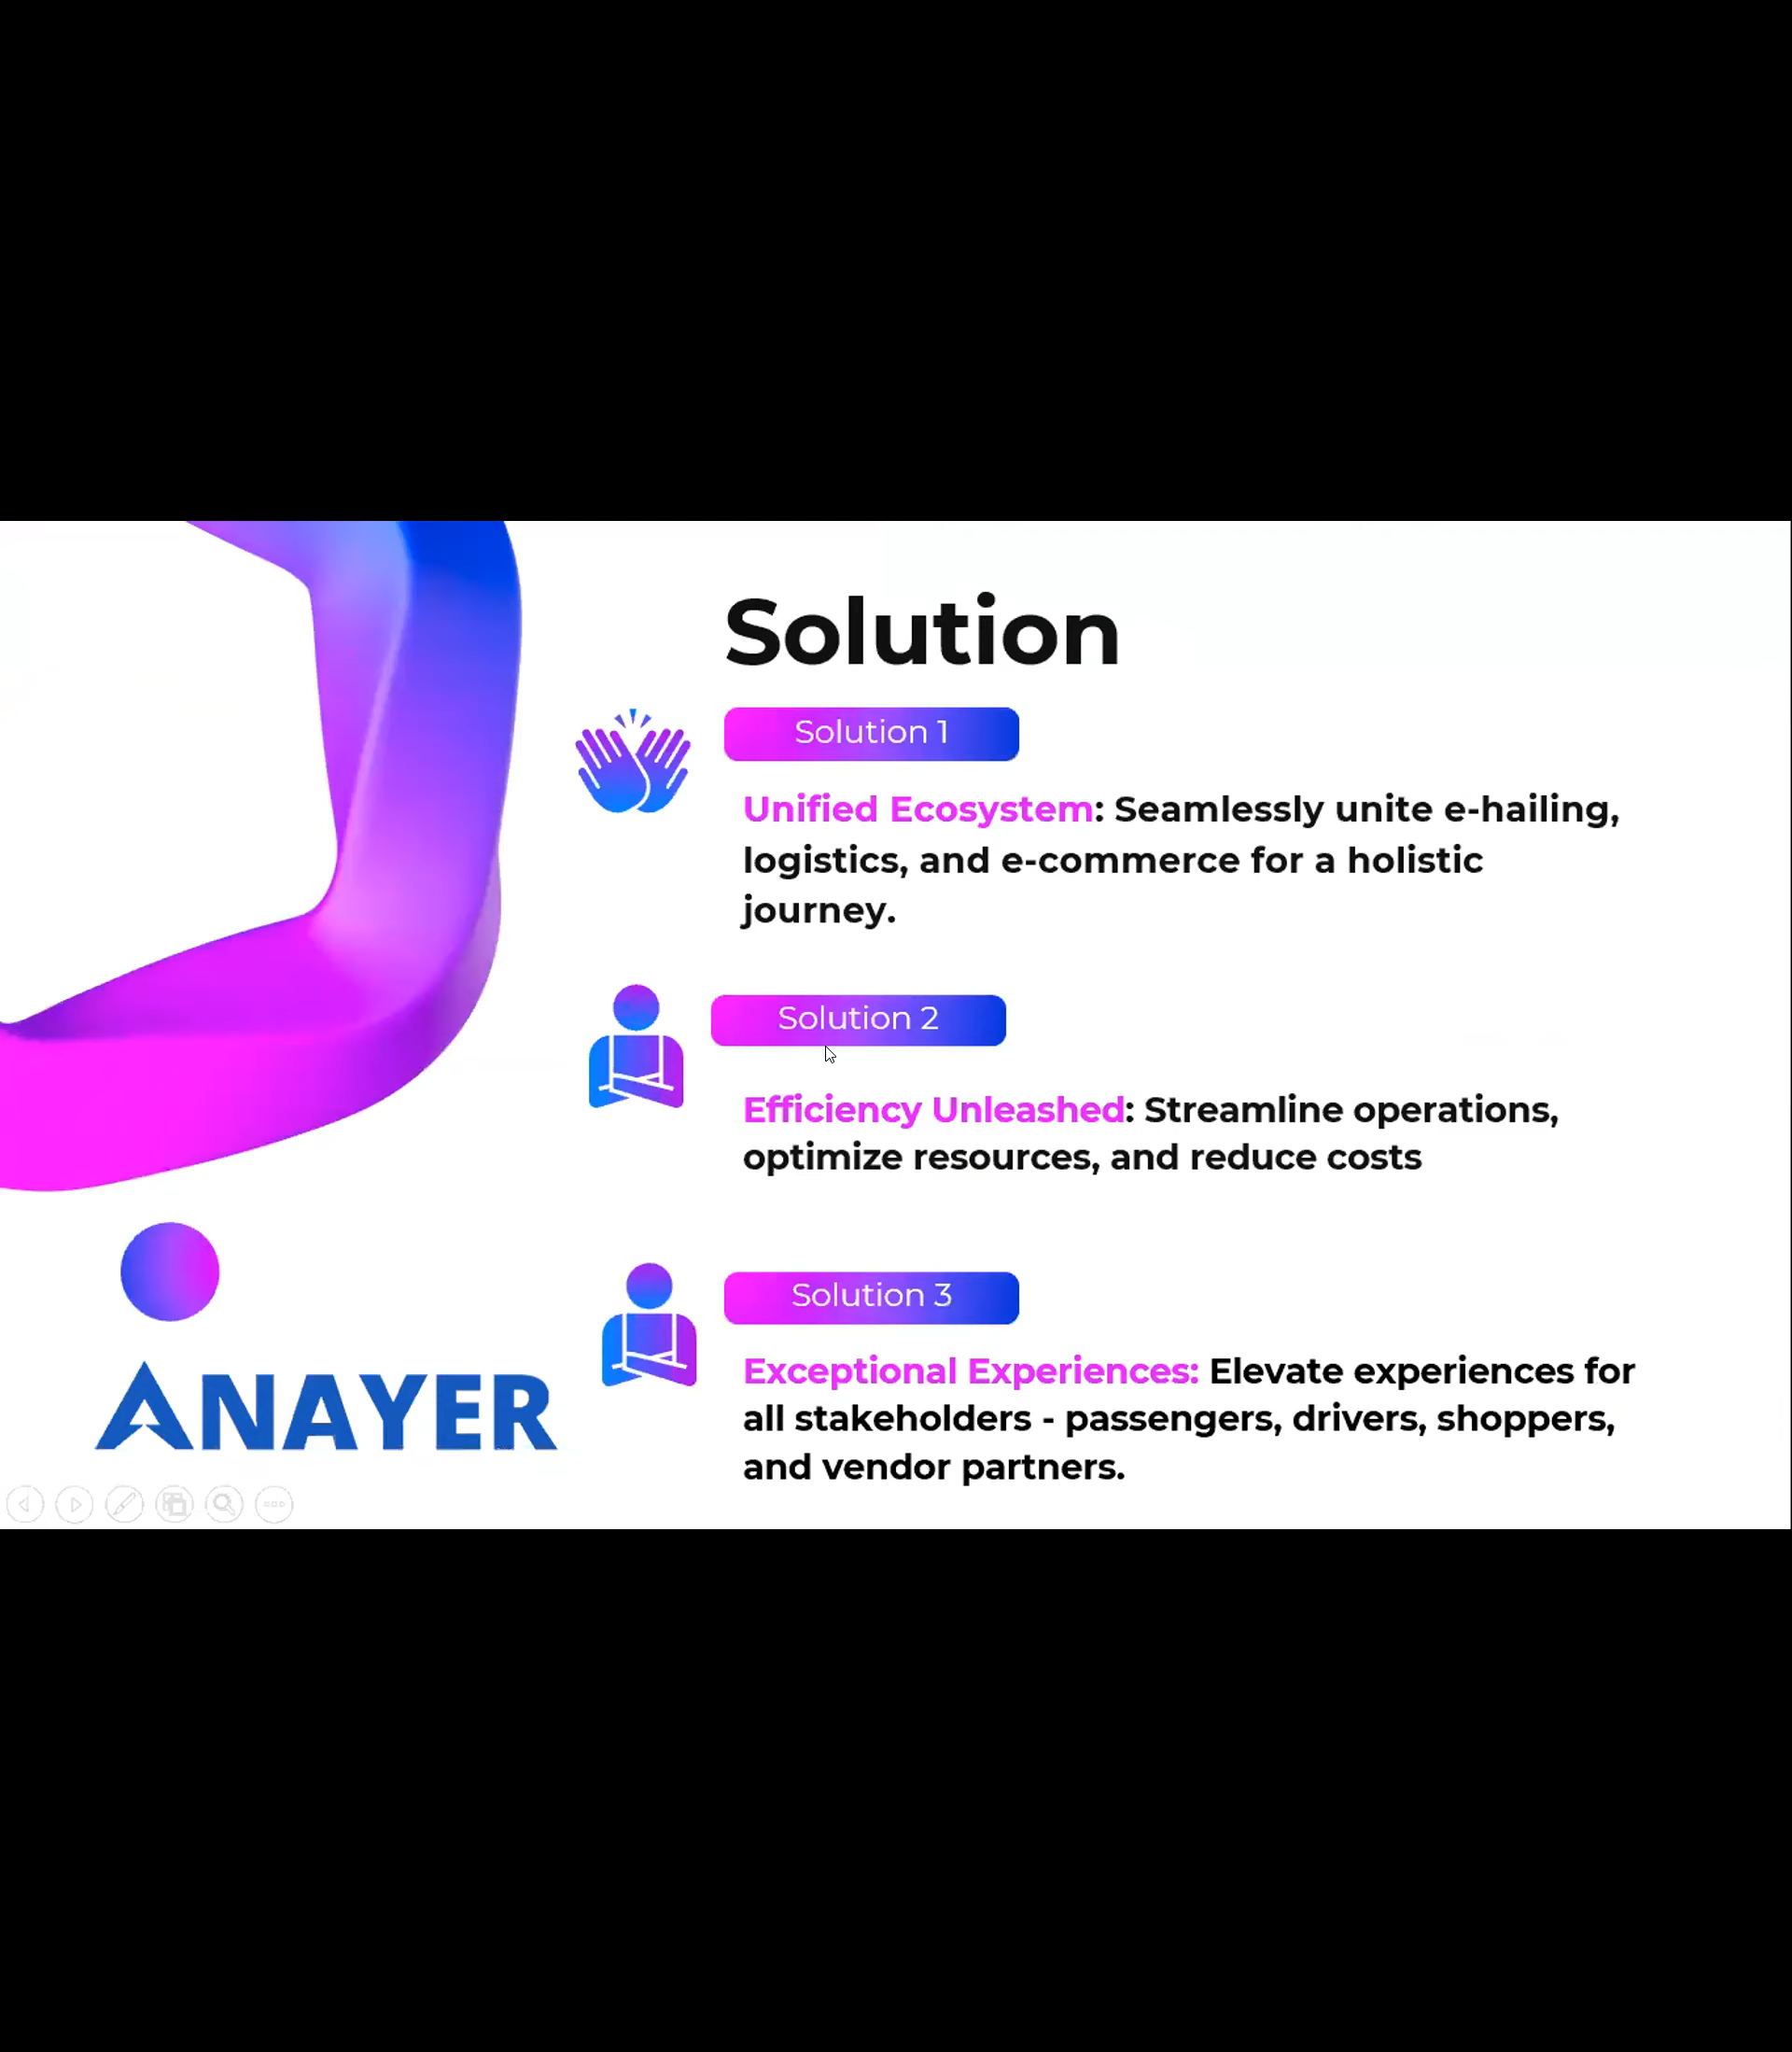 Solution
Solution 1
Unified Ecosystem: Seamlessly unite e-hailing,
logistics, and e-commerce for a holistic
journey.
Solution 2
Efficiency Unleashed: Streamline operations,
optimize resources, and reduce costs
Solution 3
Exceptional Experiences: Elevate experiences for
all stakeholders - passengers, drivers, shoppers,
and vendor partners.
ANAYER